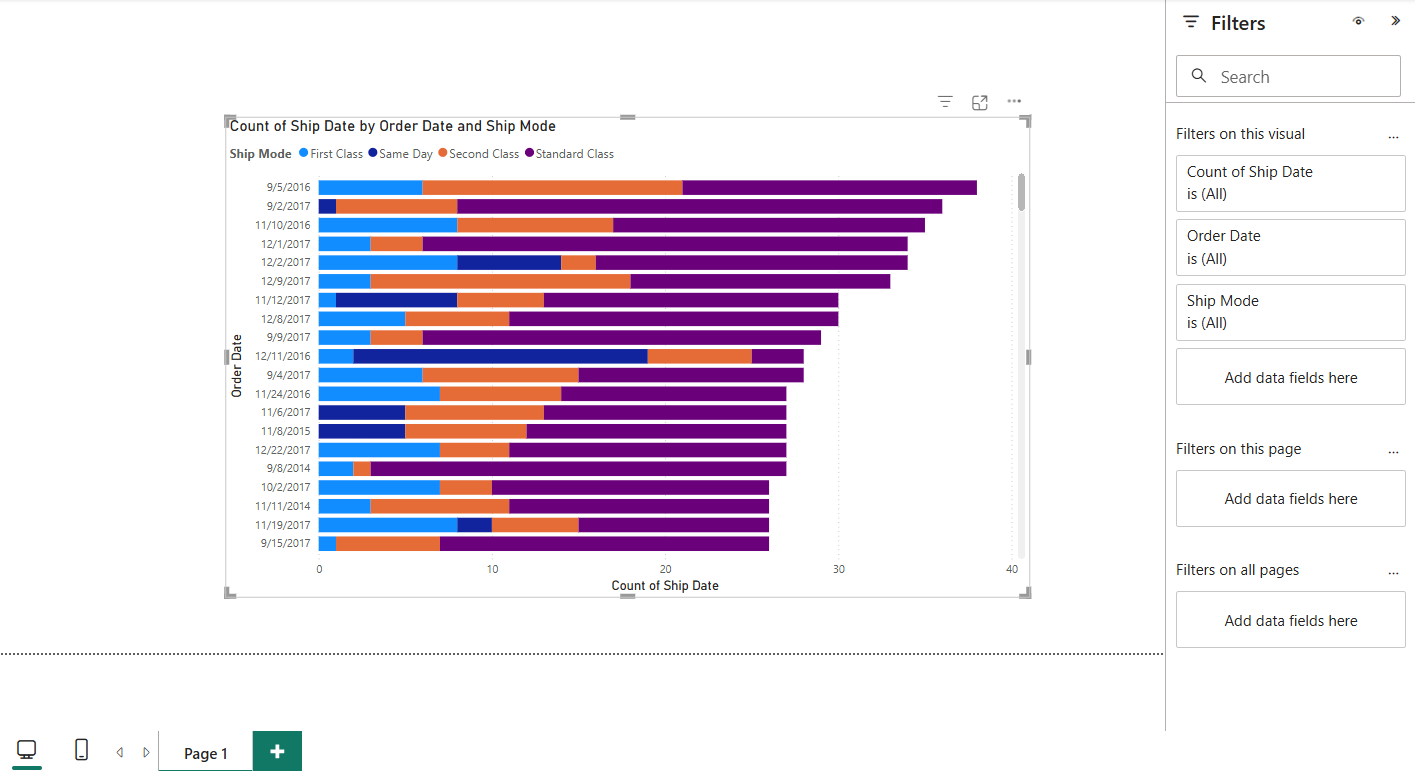 Filters
Search
Count of Ship Date by Order Date and Ship Mode
Ship Mode First Class Same Day Second Class Standard Class
Order Date
9/5/2016
9/2/2017
11/10/2016
12/1/2017
12/2/2017
12/9/2017
11/12/2017
12/8/2017
9/9/2017
12/11/2016
9/4/2017
11/24/2016
11/6/2017
11/8/2015
12/22/2017
9/8/2014
10/2/2017
11/11/2014
11/19/2017
9/15/2017
0 10 20 30 40
Count of Ship Date
Filters on this visual ...
Count of Ship Date
is (All)
Order Date
is (All)
Ship Mode
is (All)
Add data fields here
Filters on this page ...
Add data fields here
Filters on all pages ...
Add data fields here
Page 1